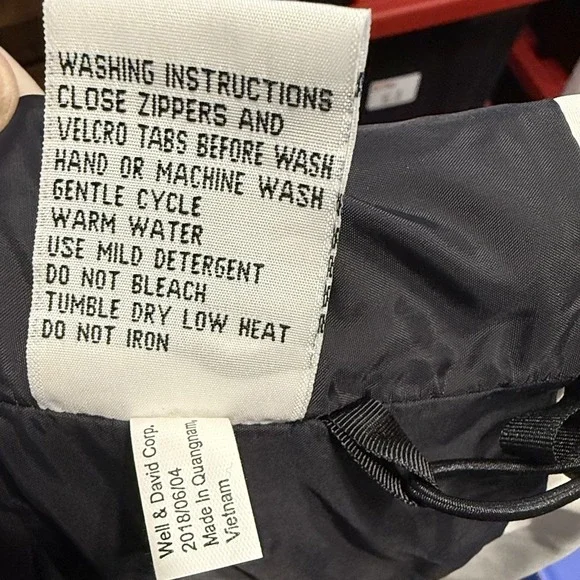 WASHING INSTRUCTIONS
CLOSE ZIPPERS AND
VELCRO TABS BEFORE WASH
HAND OR MACHINE WASH
GENTLE CYCLE
WARM WATER
USE MILD DETERGENT
DO NOT BLEACH
TUMBLE DRY LOW HEAT
DO NOT IRON
Well & David Corp.
2018/06/04
Made In Quangnam,
Vietnam